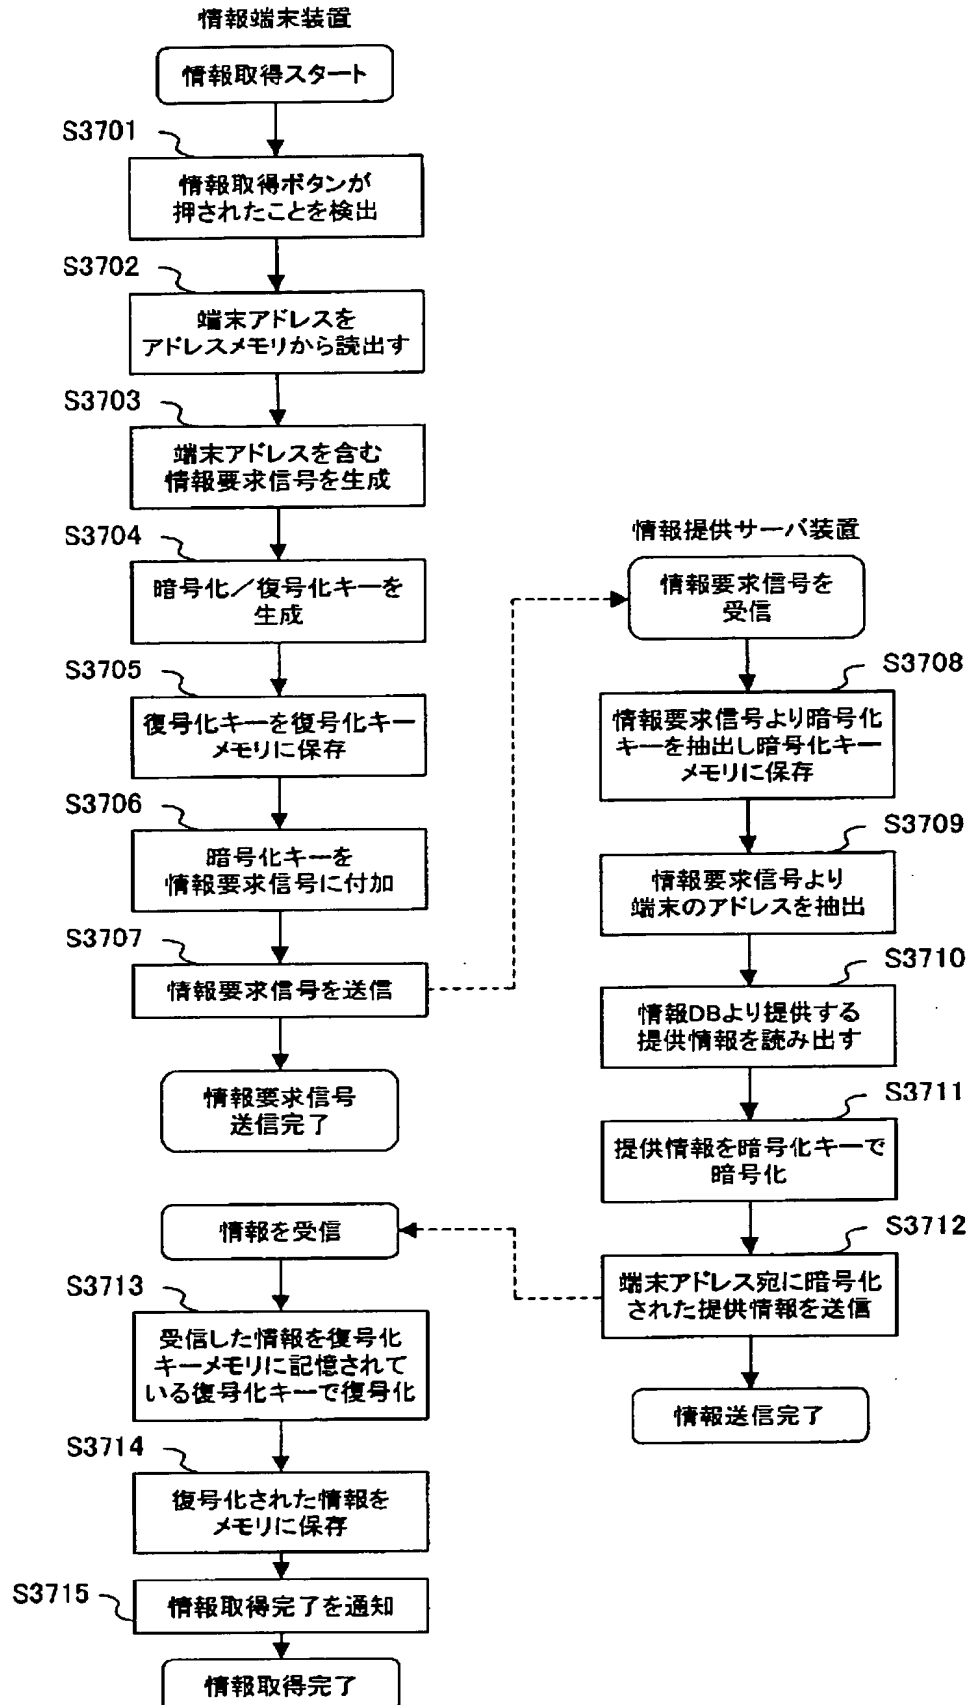 情報端末装置
情報取得スタート
S3701
情報取得ボタンが
押されたことを検出
S3702
端末アドレスを
アドレスメモリから読出す
S3703
端末アドレスを含む
情報要求信号を生成
S3704
暗号化／復号化キーを
生成
S3705
復号化キーを復号化キー
メモリに保存
S3706
暗号化キーを
情報要求信号に付加
S3707
情報要求信号を送信
情報要求信号
送信完了
情報提供サーバ装置
情報要求信号を
受信
S3708
情報要求信号より暗号化
キーを抽出し暗号化キー
メモリに保存
S3709
情報要求信号より
端末のアドレスを抽出
S3710
情報DBより提供する
提供情報を読み出す
S3711
提供情報を暗号化キーで
暗号化
S3712
端末アドレス宛に暗号化
された提供情報を送信
情報送信完了
情報を受信
S3713
受信した情報を復号化
キーメモリに記憶されて
いる復号化キーで復号化
S3714
復号化された情報を
メモリに保存
S3715
情報取得完了を通知
情報取得完了